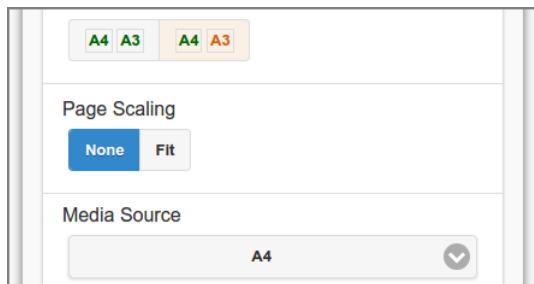 A4 A3 A4 A3
Page Scaling
None Fit
Media Source
A4